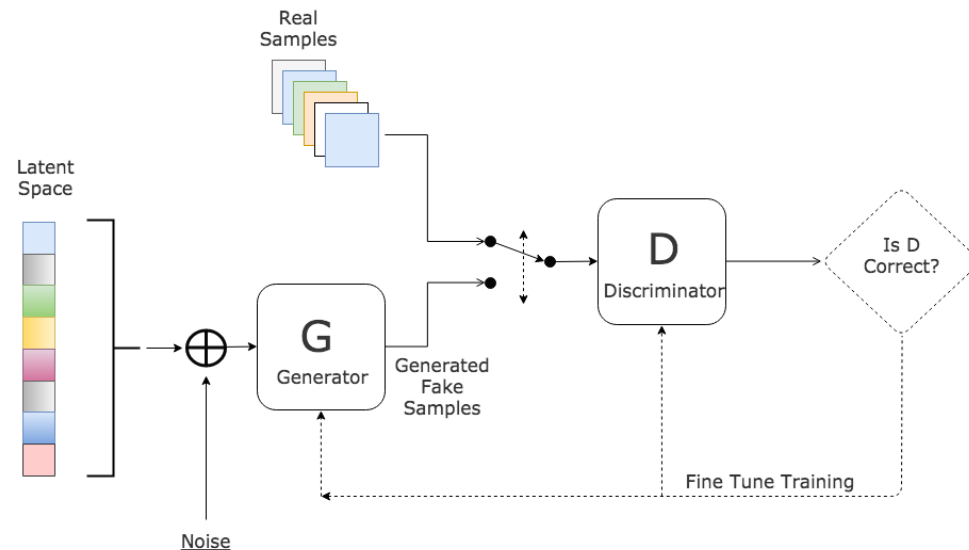 Real
Samples
Latent
Space
D
Discriminator
Is D
Correct?
G
Generator
Generated
Fake
Samples
Fine Tune Training
Noise